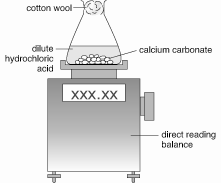 cotton wool
dilute
hydrochloric
acid
calcium carbonate
xxx.xx
direct reading
balance